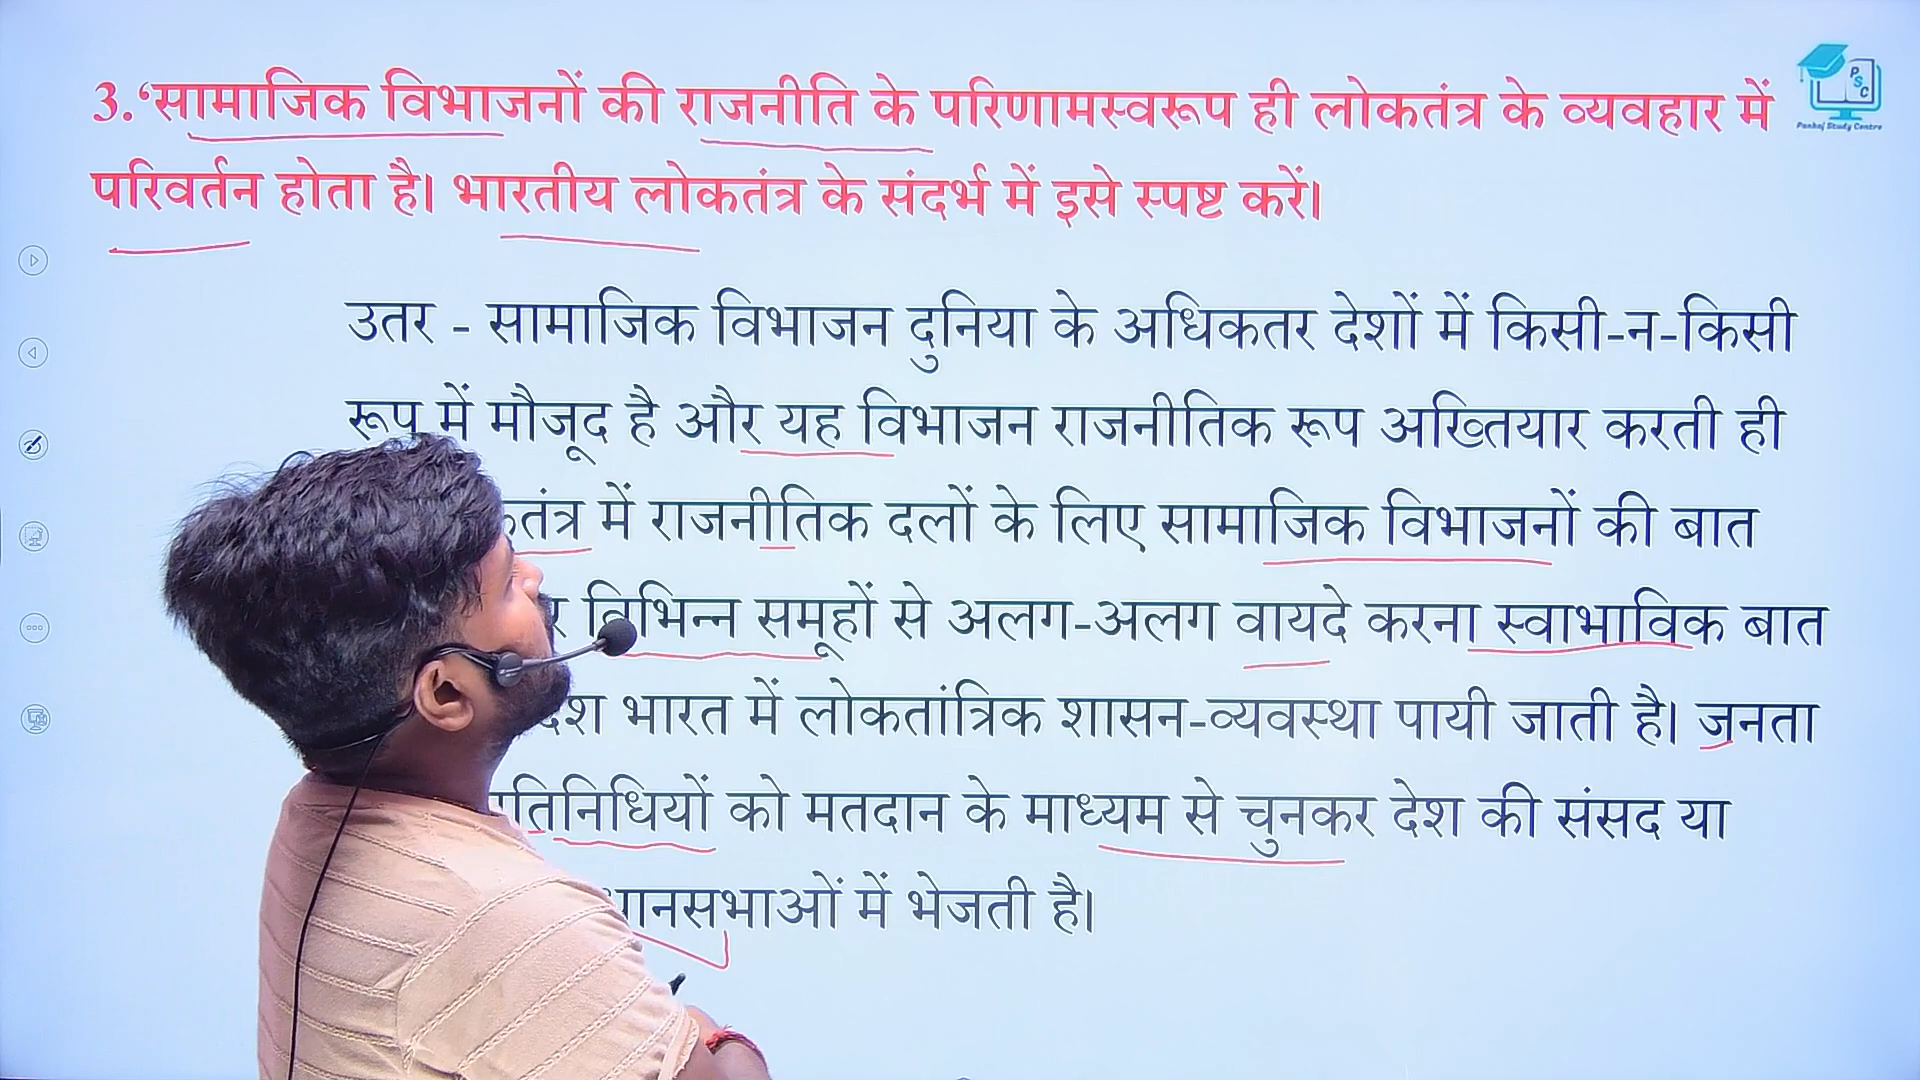 3.‘सामाजिक विभाजनों की राजनीति के परिणामस्वरूप ही लोकतंत्र के व्यवहार में
परिवर्तन होता है। भारतीय लोकतंत्र के संदर्भ में इसे स्पष्ट करें।
उतर - सामाजिक विभाजन दुनिया के अधिकतर देशों में किसी-न-किसी
रूप में मौजूद है और यह विभाजन राजनीतिक रूप अख्तियार करती ही
में राजनीतिक दलों के लिए सामाजिक विभाजनों की बात
विभिन्न समूहों से अलग-अलग वायदे करना स्वाभाविक बात
भारत में लोकतांत्रिक शासन-व्यवस्था पायी जाती है। जनता
को मतदान के माध्यम से चुनकर देश की संसद या
में भेजती है।
PSC
Pankaj Study Centre